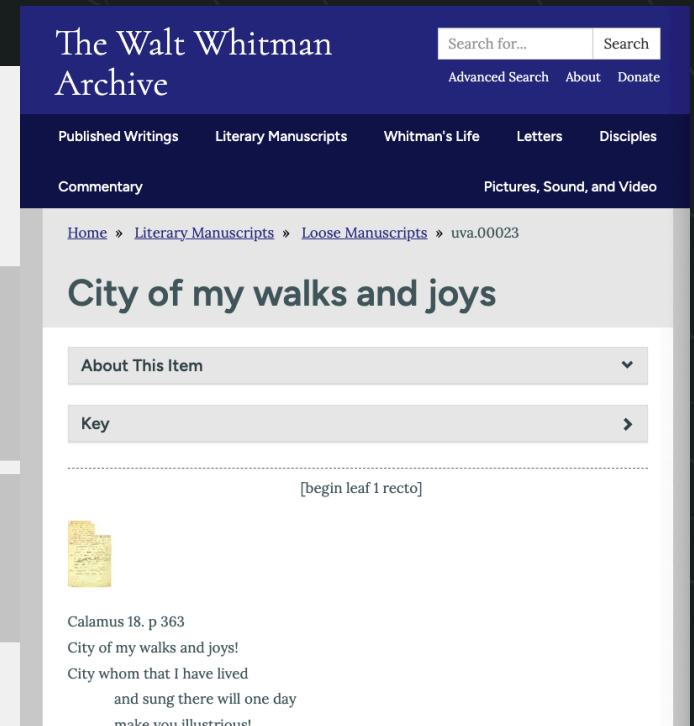 The Walt Whitman
Archive
Search for...
Search
Advanced Search About Donate
Published Writings Literary Manuscripts Whitman's Life Letters Disciples
Commentary Pictures, Sound, and Video
Home » Literary Manuscripts » Loose Manuscripts » uva.00023
City of my walks and joys
About This Item
Key
[begin leaf 1 recto]
Calamus 18. p 363
City of my walks and joys!
City whom that I have lived
and sung there will one day
make you illustrious!